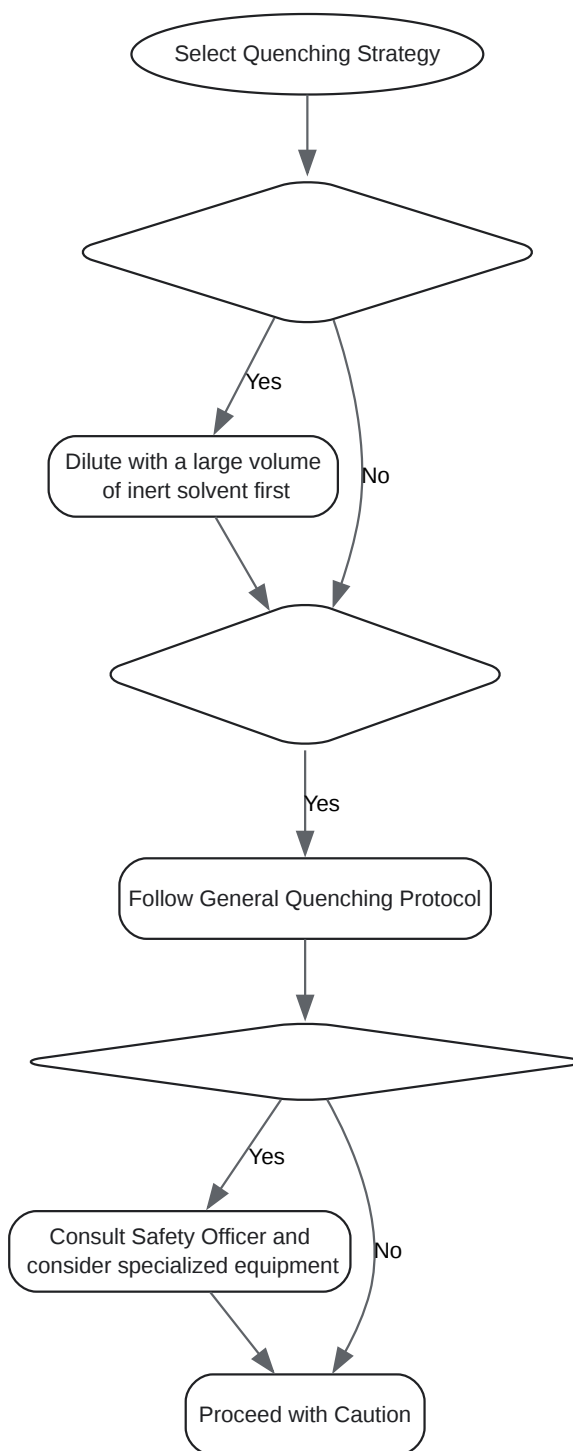 Select Quenching Strategy
Yes
Dilute with a large volume
of inert solvent first
No
Yes
Follow General Quenching Protocol
Yes
Consult Safety Officer and
consider specialized equipment
No
Proceed with Caution